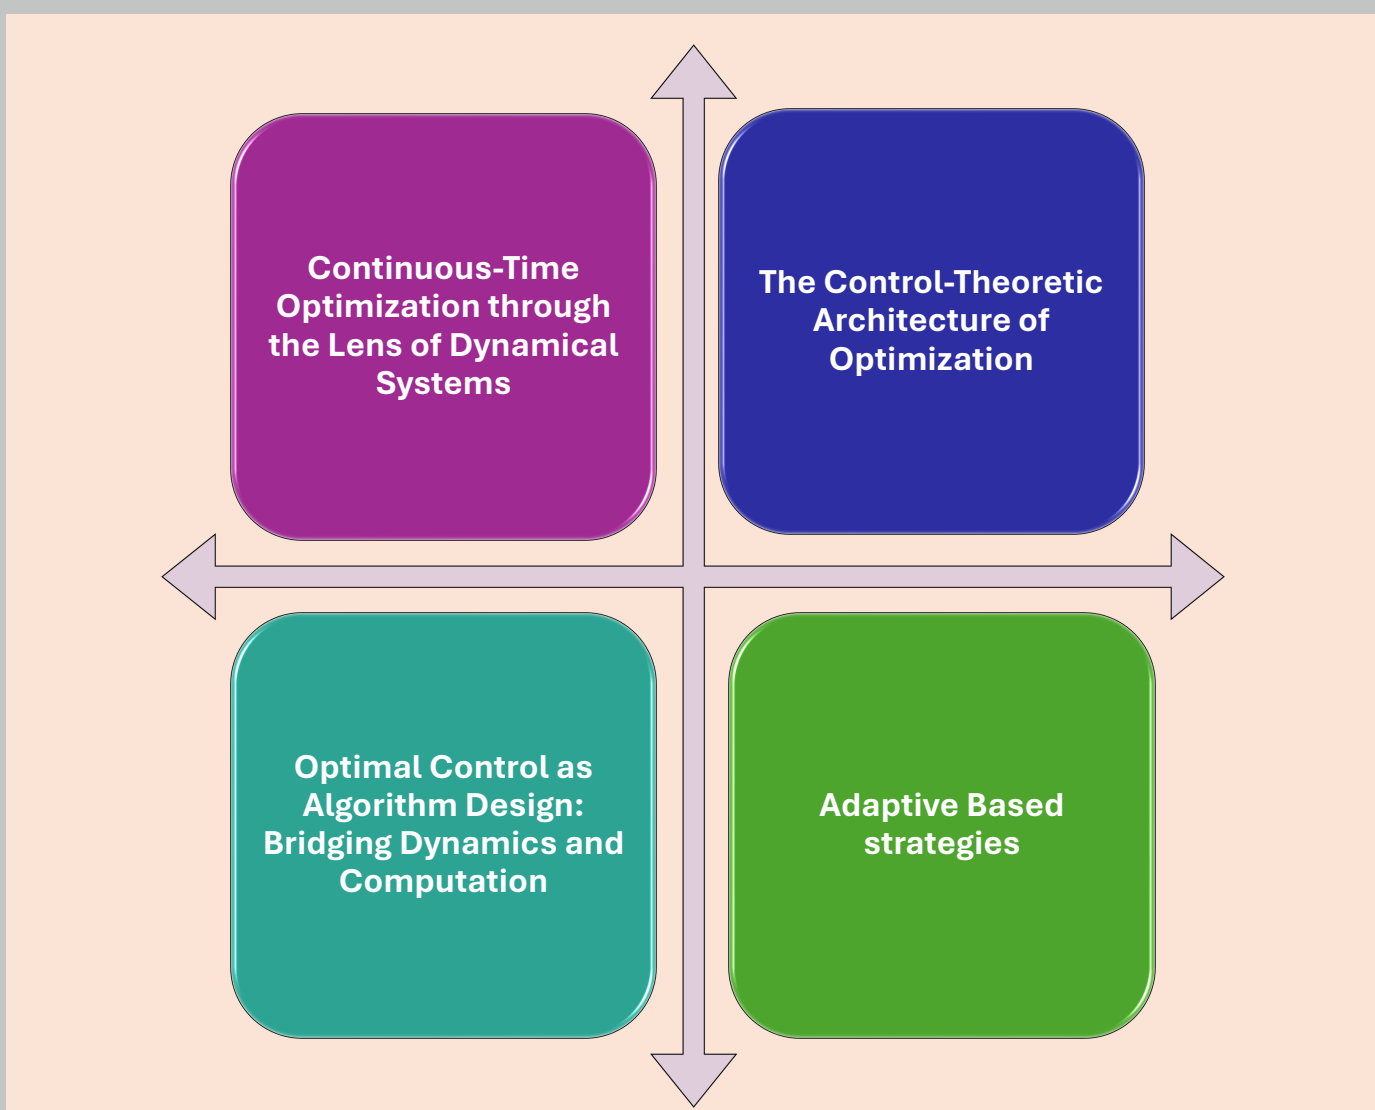 Continuous-Time
Optimization through
the Lens of Dynamical
Systems
The Control-Theoretic
Architecture of
Optimization
Optimal Control as
Algorithm Design:
Bridging Dynamics and
Computation
Adaptive Based
strategies